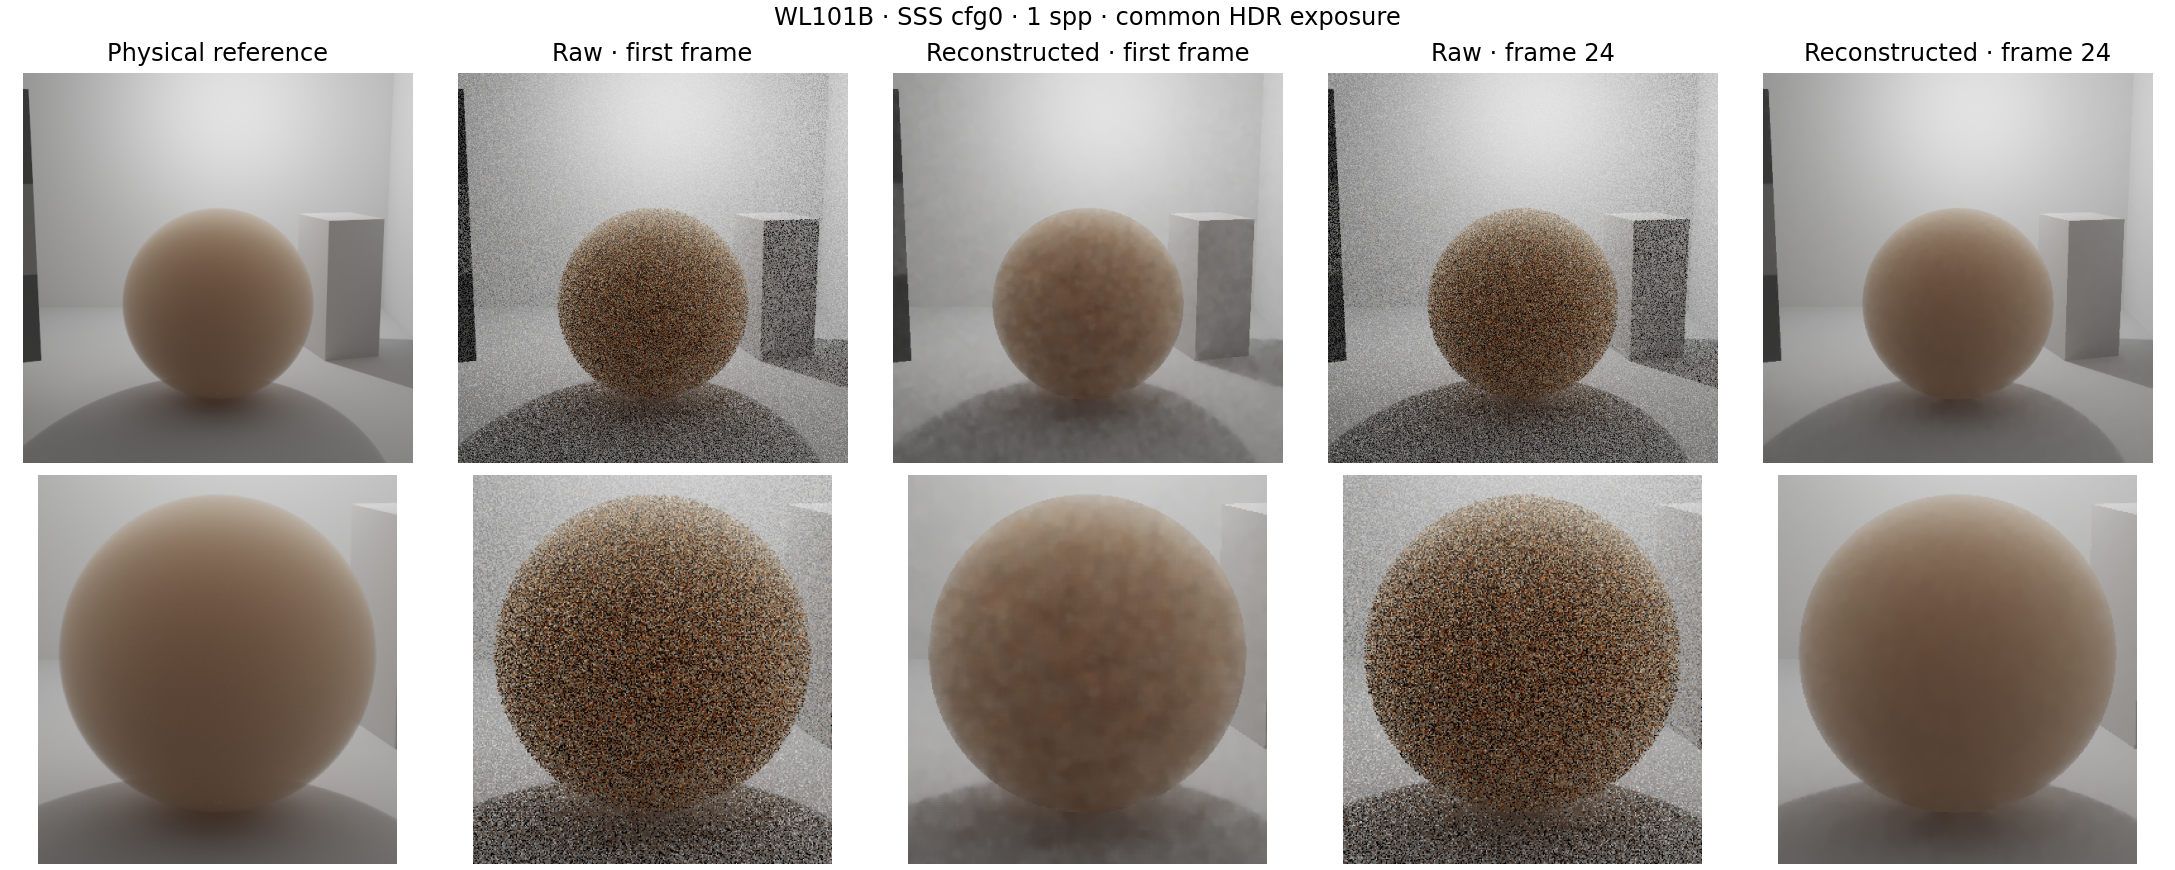 WL101B · SSS cfg0 · 1 spp · common HDR exposure
Physical reference
Raw · first frame
Reconstructed · first frame
Raw · frame 24
Reconstructed · frame 24